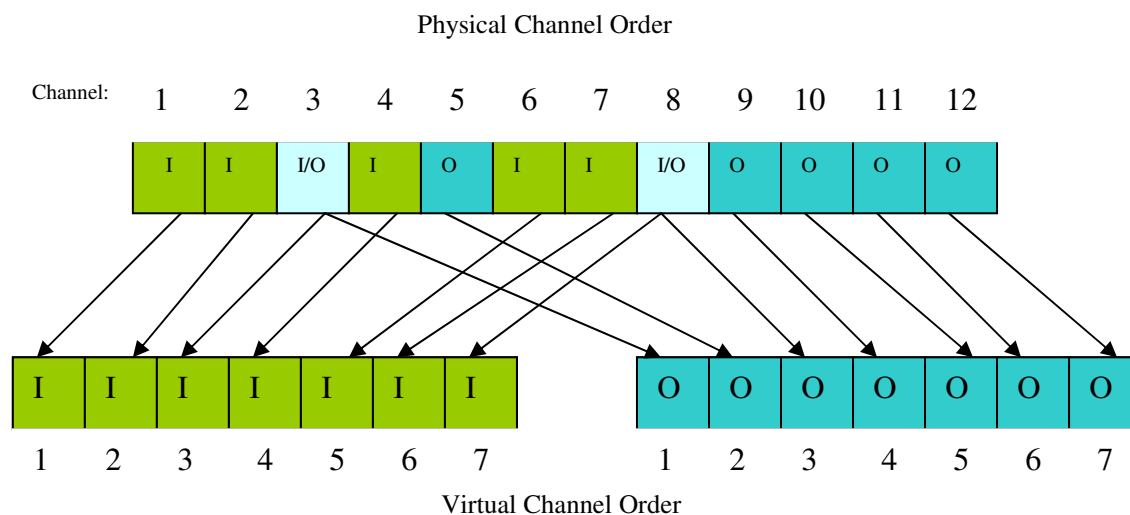 Physical Channel Order
Channel: 1 2 3 4 5 6 7 8 9 10 11 12
I I I/O I O I I I/O O O O O
I I I I I I I O O O O O O O
1 2 3 4 5 6 7 1 2 3 4 5 6 7
Virtual Channel Order